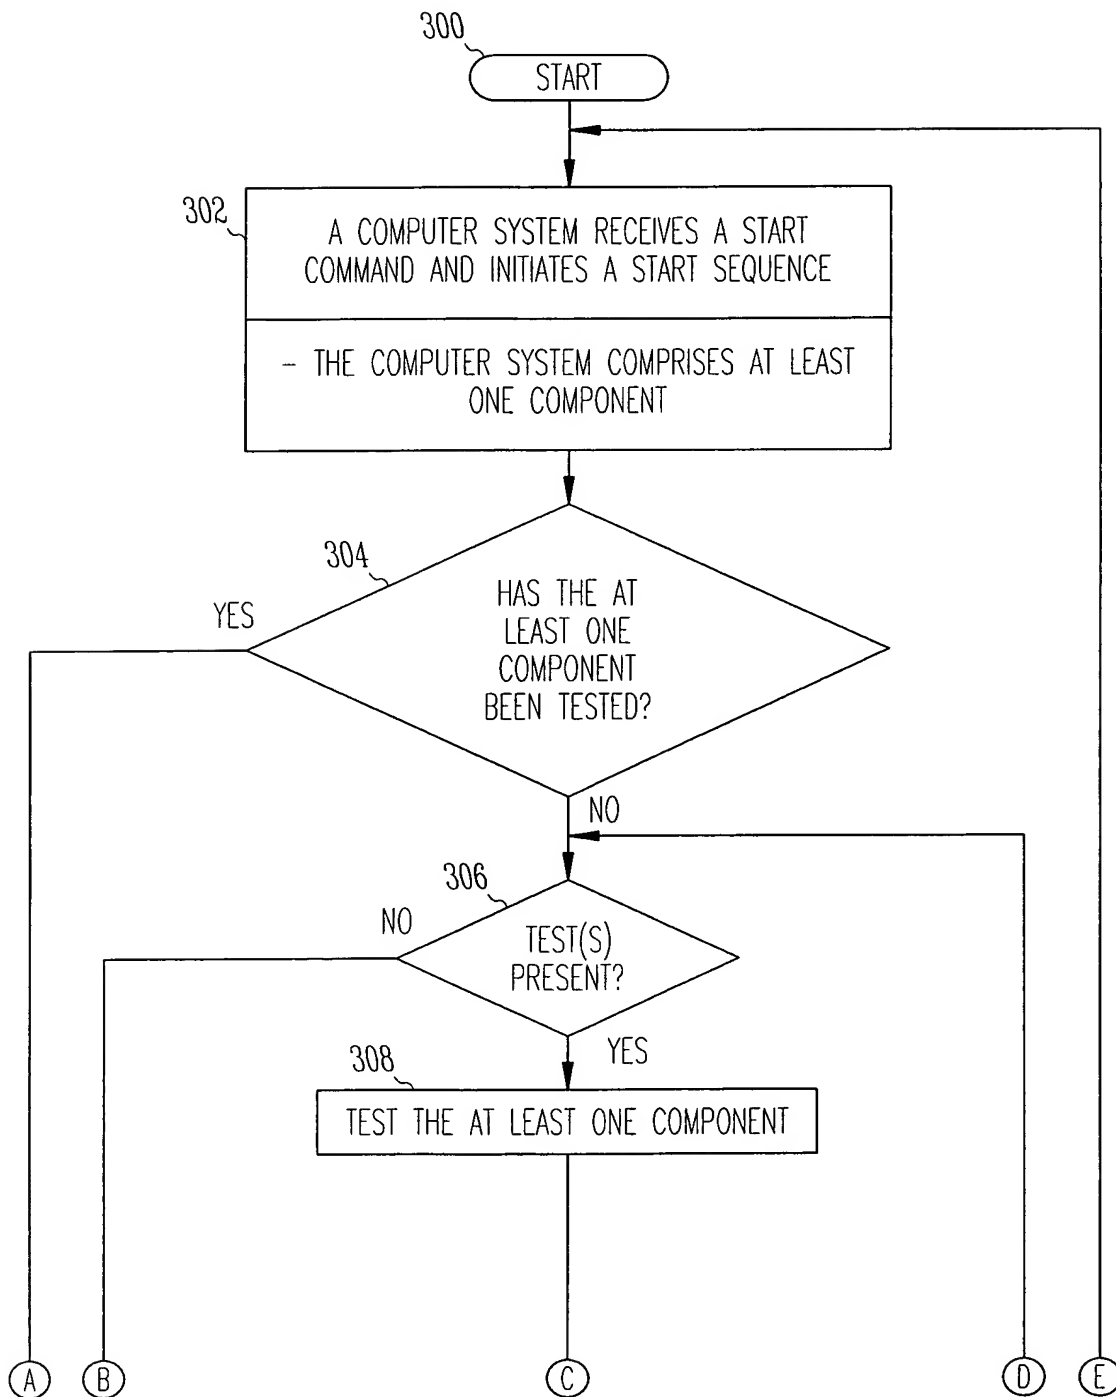 300
START
302
A COMPUTER SYSTEM RECEIVES A START
COMMAND AND INITIATES A START SEQUENCE
– THE COMPUTER SYSTEM COMPRISES AT LEAST
ONE COMPONENT
304
YES
HAS THE AT
LEAST ONE
COMPONENT
BEEN TESTED?
NO
306
NO
TEST(S)
PRESENT?
YES
308
TEST THE AT LEAST ONE COMPONENT
A
B
C
D
E